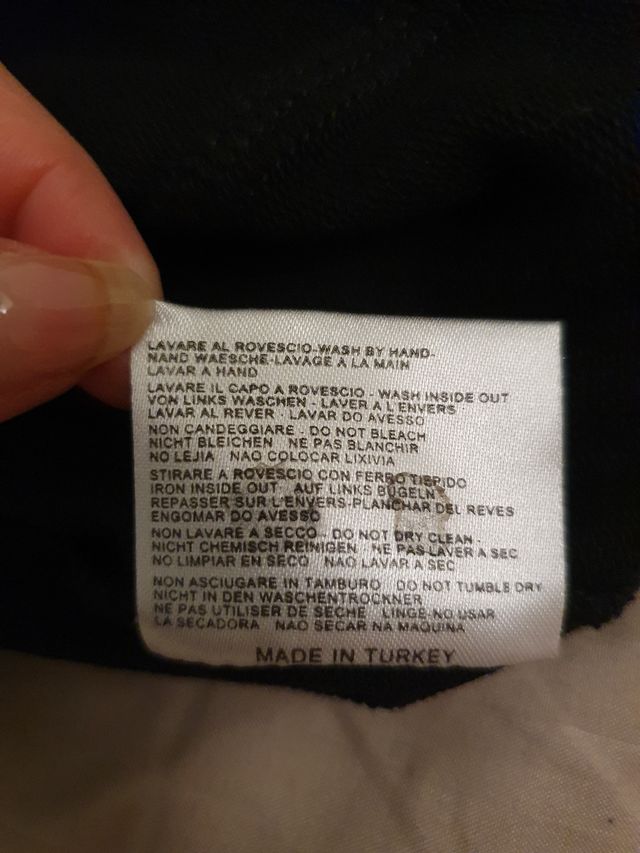 LAVARE AL ROVESCIO-WASH BY HAND-
NAND WAESCHE-LAVAGE A LA MAIN
LAVAR A HAND
LAVARE IL CAPO A ROVESCIO . WASH INSIDE OUT
VON LINKS WASCHEN - LAVER A L'ENVERS
LAVAR AL REVER - LAVAR DO AVESSO
NON CANDEGGIARE - DO NOT BLEACH
NICHT BLEICHEN NE PAS BLANCHIR
NO LEJIA NAO COLOCAR LIXIVIA
STIRARE A ROVESCIO CON FERRO TIEPIDO
IRON INSIDE OUT AUF LINKS BUGELN
REPASSER SUR L'ENVERS-PLANCHAR DEL REVES
ENGOMAR DO AVESSO
NON LAVARE A SECCO - DO NOT DRY CLEAN -
NICHT CHEMISCH REINIGEN NE PAS LAVER A SEC
NO LIMPIAR EN SECO NAO LAVAR A SEC
NON ASCIUGARE IN TAMBURO DO NOT TUMBLE DRY
NICHT IN DEN WASCHENTROCKNER
NE PAS UTILISER DE SECHE LINGE-NO USAR
LA SECADORA NAO SECAR NA MAQUINA
MADE IN TURKEY